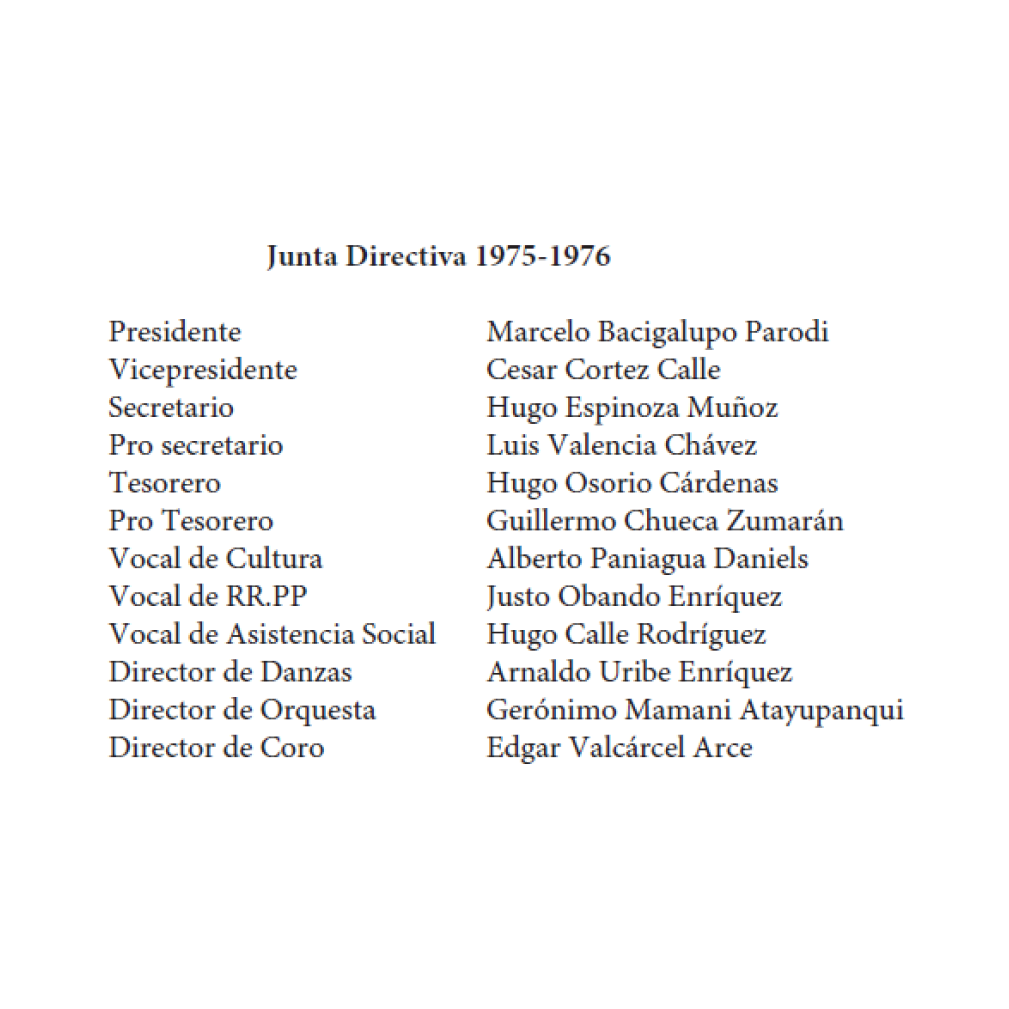 Junta Directiva 1975-1976
Presidente Marcelo Bacigalupo Parodi
Vicepresidente Cesar Cortez Calle
Secretario Hugo Espinoza Muñoz
Pro secretario Luis Valencia Chávez
Tesorero Hugo Osorio Cárdenas
Pro Tesorero Guillermo Chueca Zumarán
Vocal de Cultura Alberto Paniagua Daniels
Vocal de RR.PP Justo Obando Enríquez
Vocal de Asistencia Social Hugo Calle Rodríguez
Director de Danzas Arnaldo Uribe Enríquez
Director de Orquesta Gerónimo Mamani Atayupanqui
Director de Coro Edgar Valcárcel Arce